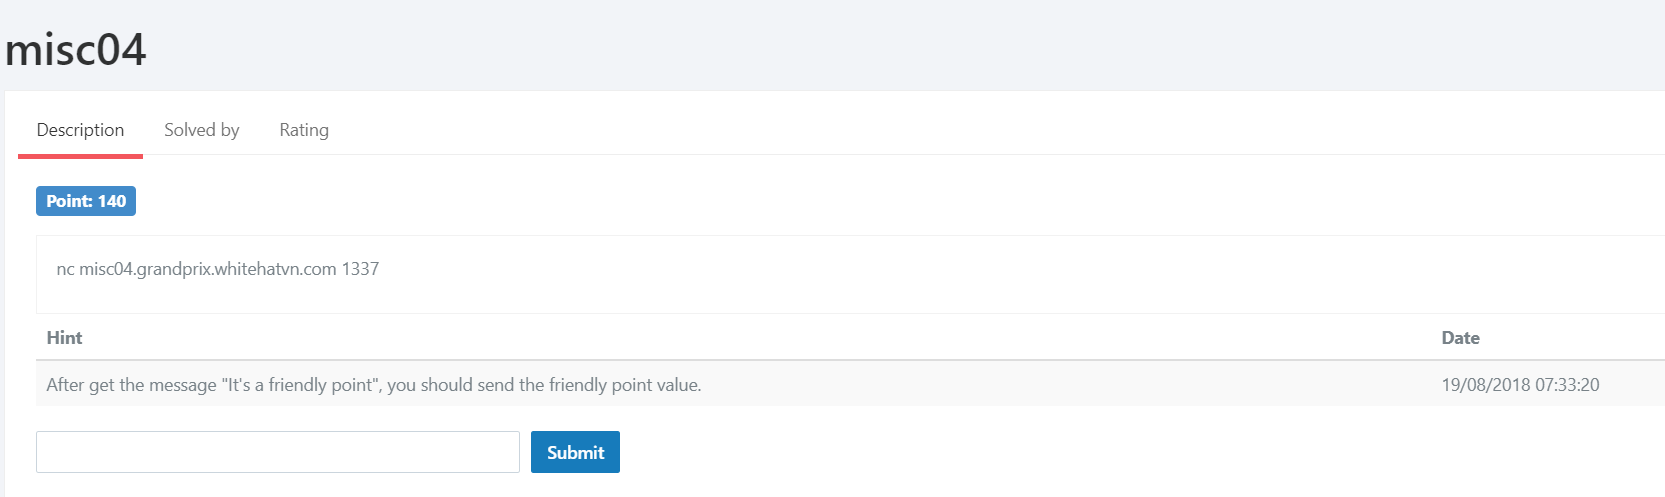 misc04
Description Solved by Rating
Point: 140
nc misc04.grandprix.whitehatvn.com 1337
Hint Date
After get the message "It's a friendly point", you should send the friendly point value. 19/08/2018 07:33:20
Submit